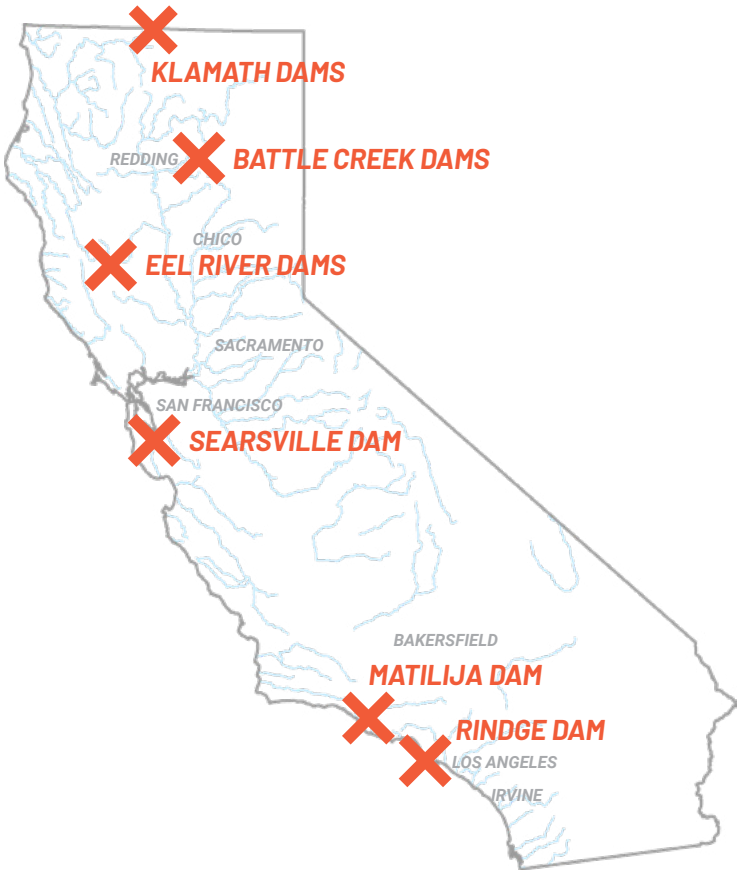 KLAMATH DAMS
REDDING
BATTLE CREEK DAMS
CHICO
EEL RIVER DAMS
SACRAMENTO
SAN FRANCISCO
SEARSVILLE DAM
BAKERSFIELD
MATILIJA DAM
RINDGE DAM
LOS ANGELES
IRVINE